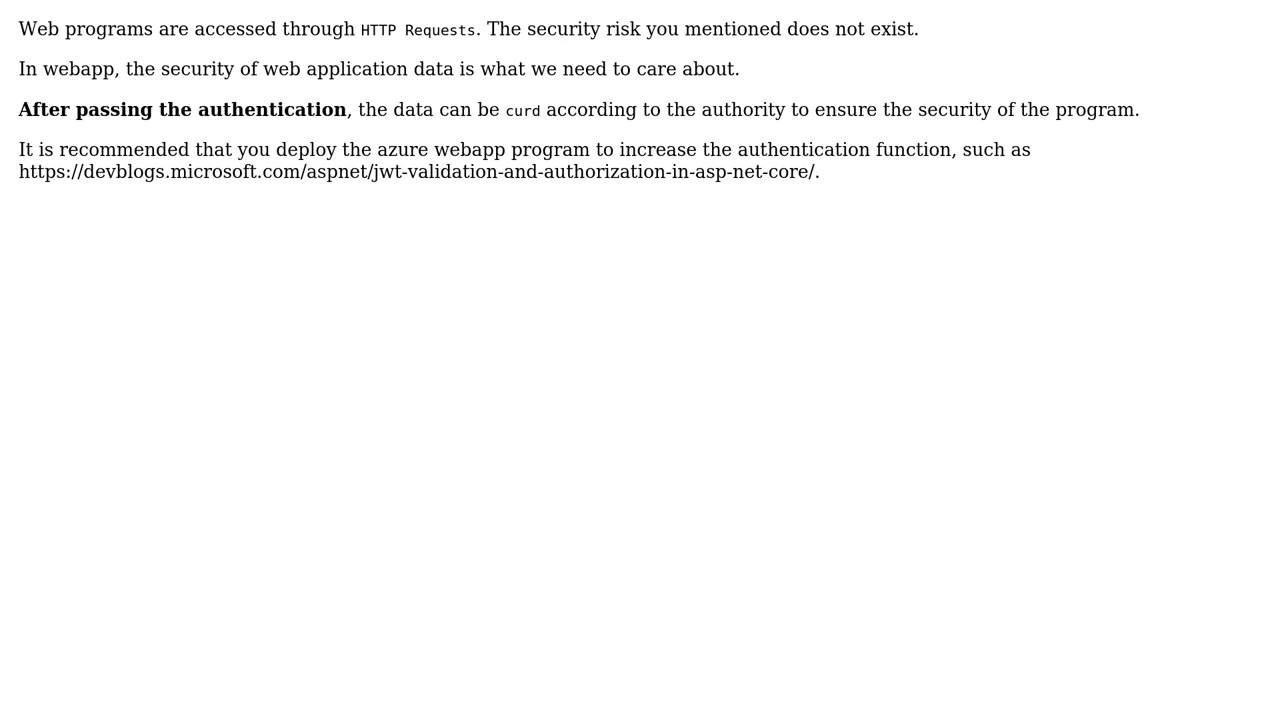 Web programs are accessed through HTTP Requests. The security risk you mentioned does not exist.
In webapp, the security of web application data is what we need to care about.
After passing the authentication, the data can be curd according to the authority to ensure the security of the program.
It is recommended that you deploy the azure webapp program to increase the authentication function, such as
https://devblogs.microsoft.com/aspnet/jwt-validation-and-authorization-in-asp-net-core/.